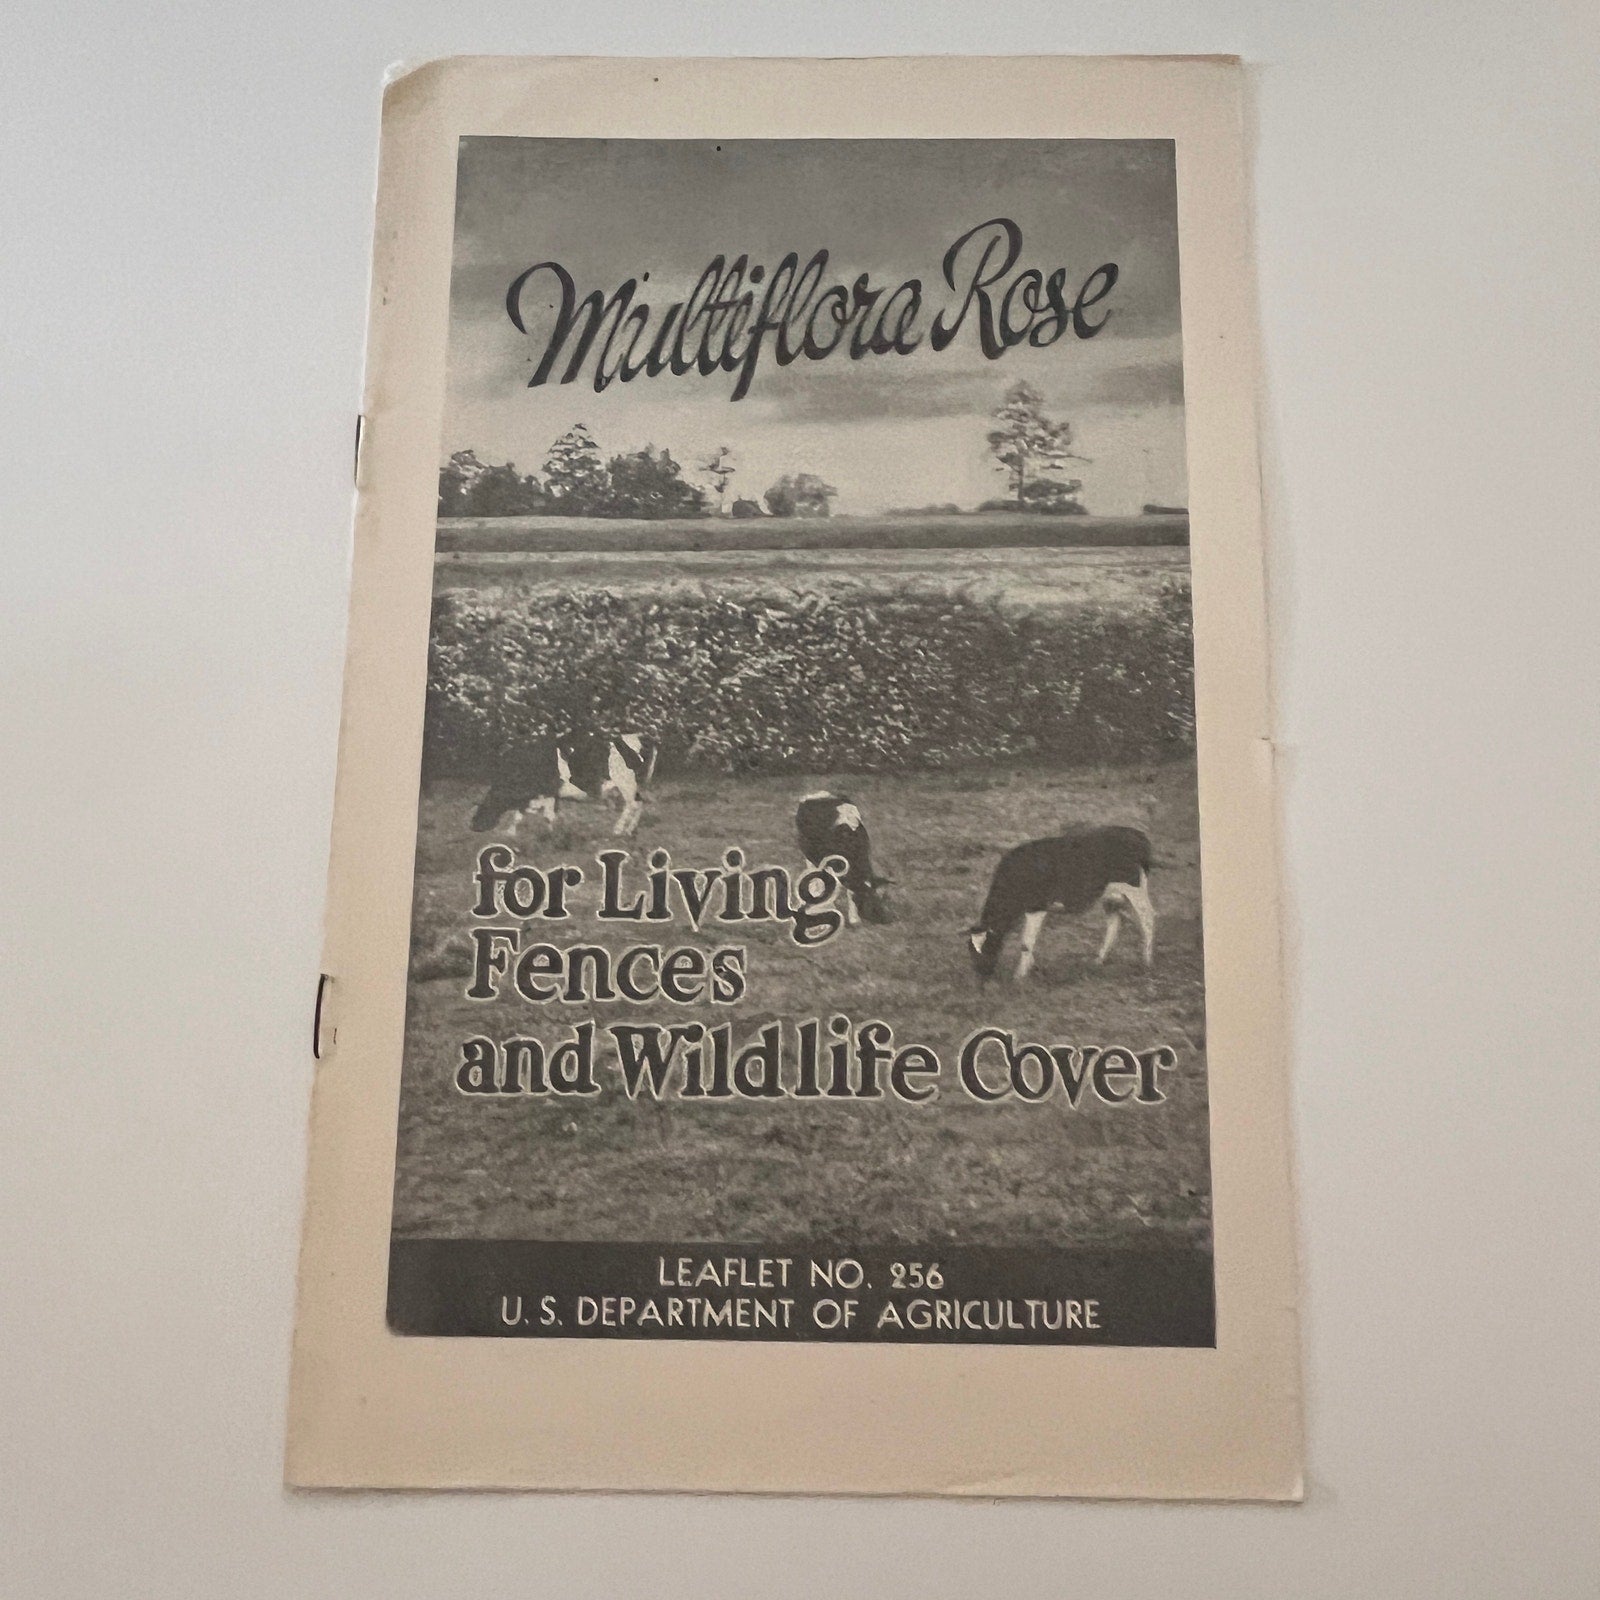 Multiflora Rose
for Living
Fences
and Wildlife Cover
LEAFLET NO. 256
U. S. DEPARTMENT OF AGRICULTURE